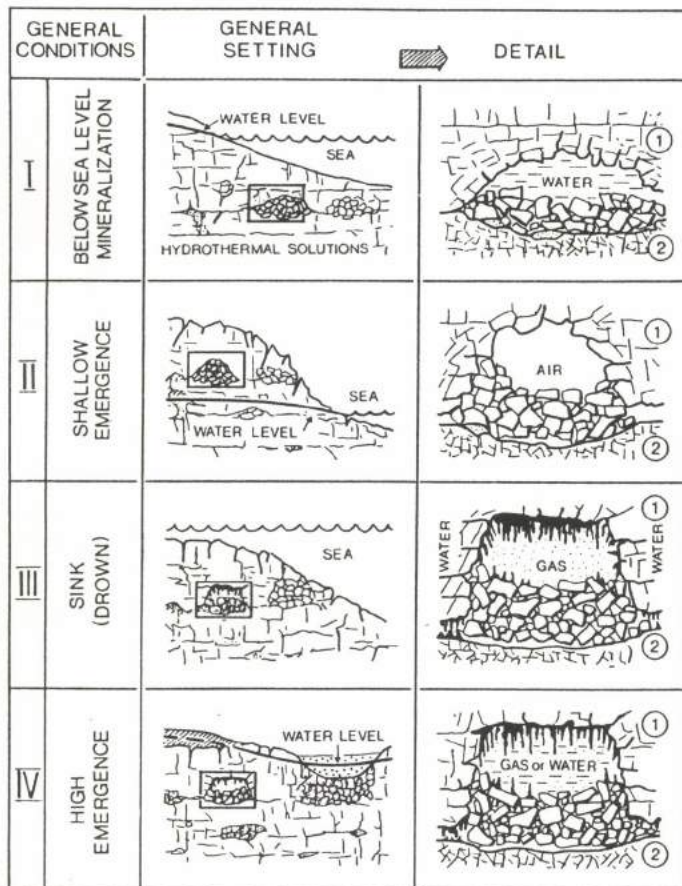 GENERAL CONDITIONS
GENERAL SETTING
DETAIL
I
BELOW SEA LEVEL
MINERALIZATION
WATER LEVEL
SEA
HYDROTHERMAL SOLUTIONS
1
WATER
2
II
SHALLOW
EMERGENCE
SEA
WATER LEVEL
1
AIR
2
III
SINK
(DROWN)
SEA
1
WATER
GAS
WATER
2
IV
HIGH
EMERGENCE
WATER LEVEL
1
GAS or WATER
2